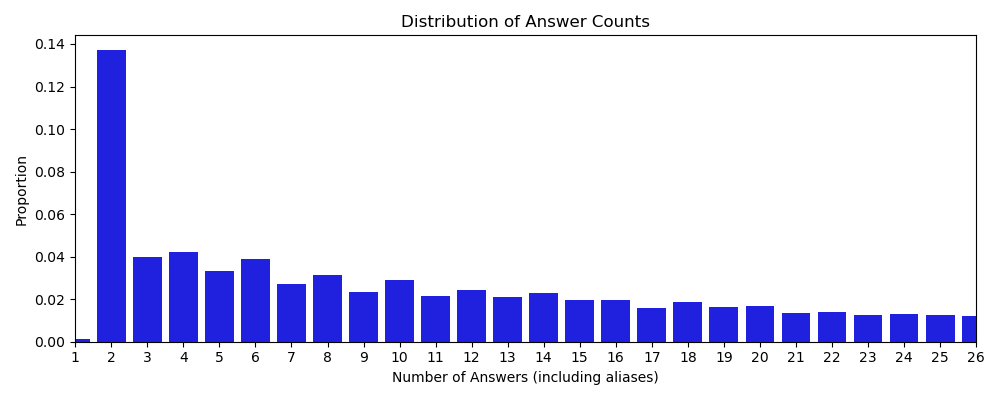 Distribution of Answer Counts
0.14
0.12
0.10
0.08
0.06
0.04
0.02
0.00
Proportion
1 2 3 4 5 6 7 8 9 10 11 12 13 14 15 16 17 18 19 20 21 22 23 24 25 26
Number of Answers (including aliases)